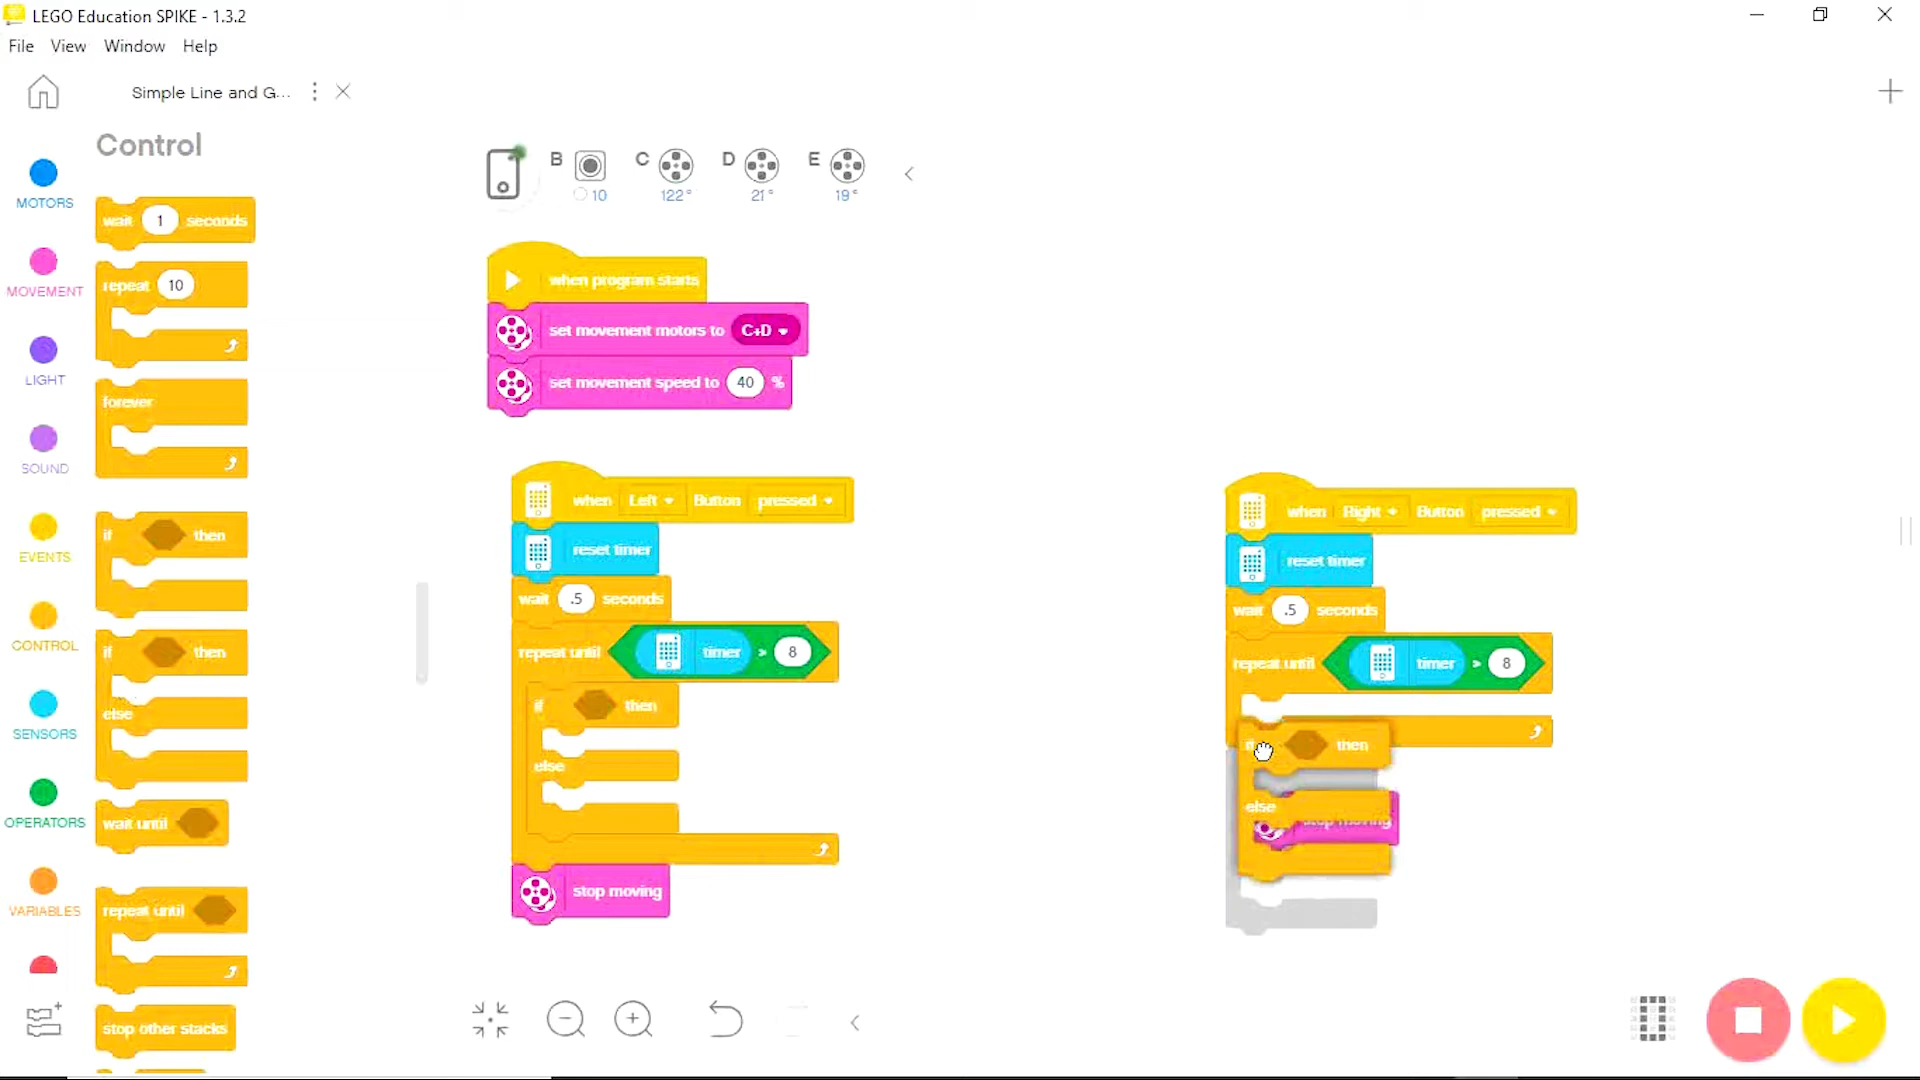 LEGO Education SPIKE - 1.3.2
File View Window Help
Simple Line and G...
Control
MOTORS
MOVEMENT
LIGHT
SOUND
EVENTS
CONTROL
SENSORS
OPERATORS
VARIABLES
wait 1 seconds
repeat 10
forever
if then
if then
else
wait until
repeat until
stop other stacks
B C D E
10 122° 21° 19°
when program starts
set movement motors to C+D
set movement speed to 40 %
when Left Button pressed
reset timer
wait .5 seconds
repeat until timer > 8
if then
else
stop moving
when Right Button pressed
reset timer
wait .5 seconds
repeat until timer > 8
if then
else
stop moving